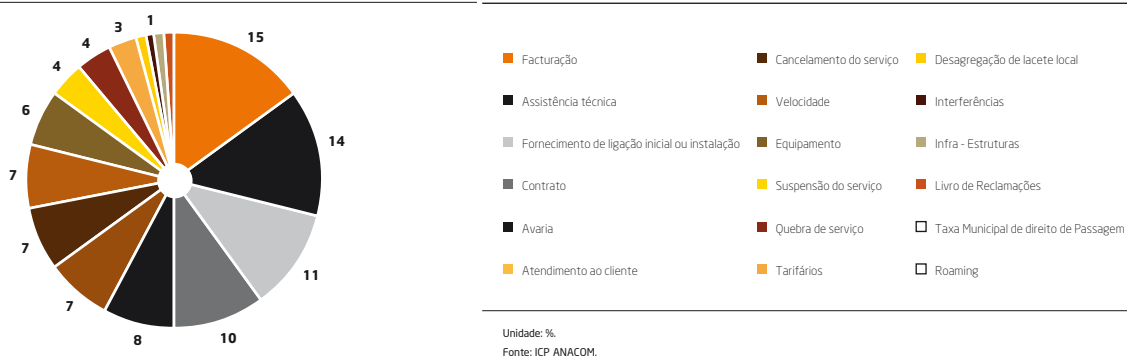 1
3
15
4
4
6
14
7
7
11
7
10
8
Facturação
Assistência técnica
Fornecimento de ligação inicial ou instalação
Contrato
Avaria
Atendimento ao cliente
Cancelamento do serviço
Velocidade
Equipamento
Suspensão do serviço
Quebra de serviço
Tarifários
Desagregação de lacete local
Interferências
Infra - Estruturas
Livro de Reclamações
Taxa Municipal de direito de Passagem
Roaming
Unidade: %.
Fonte: ICP ANACOM.